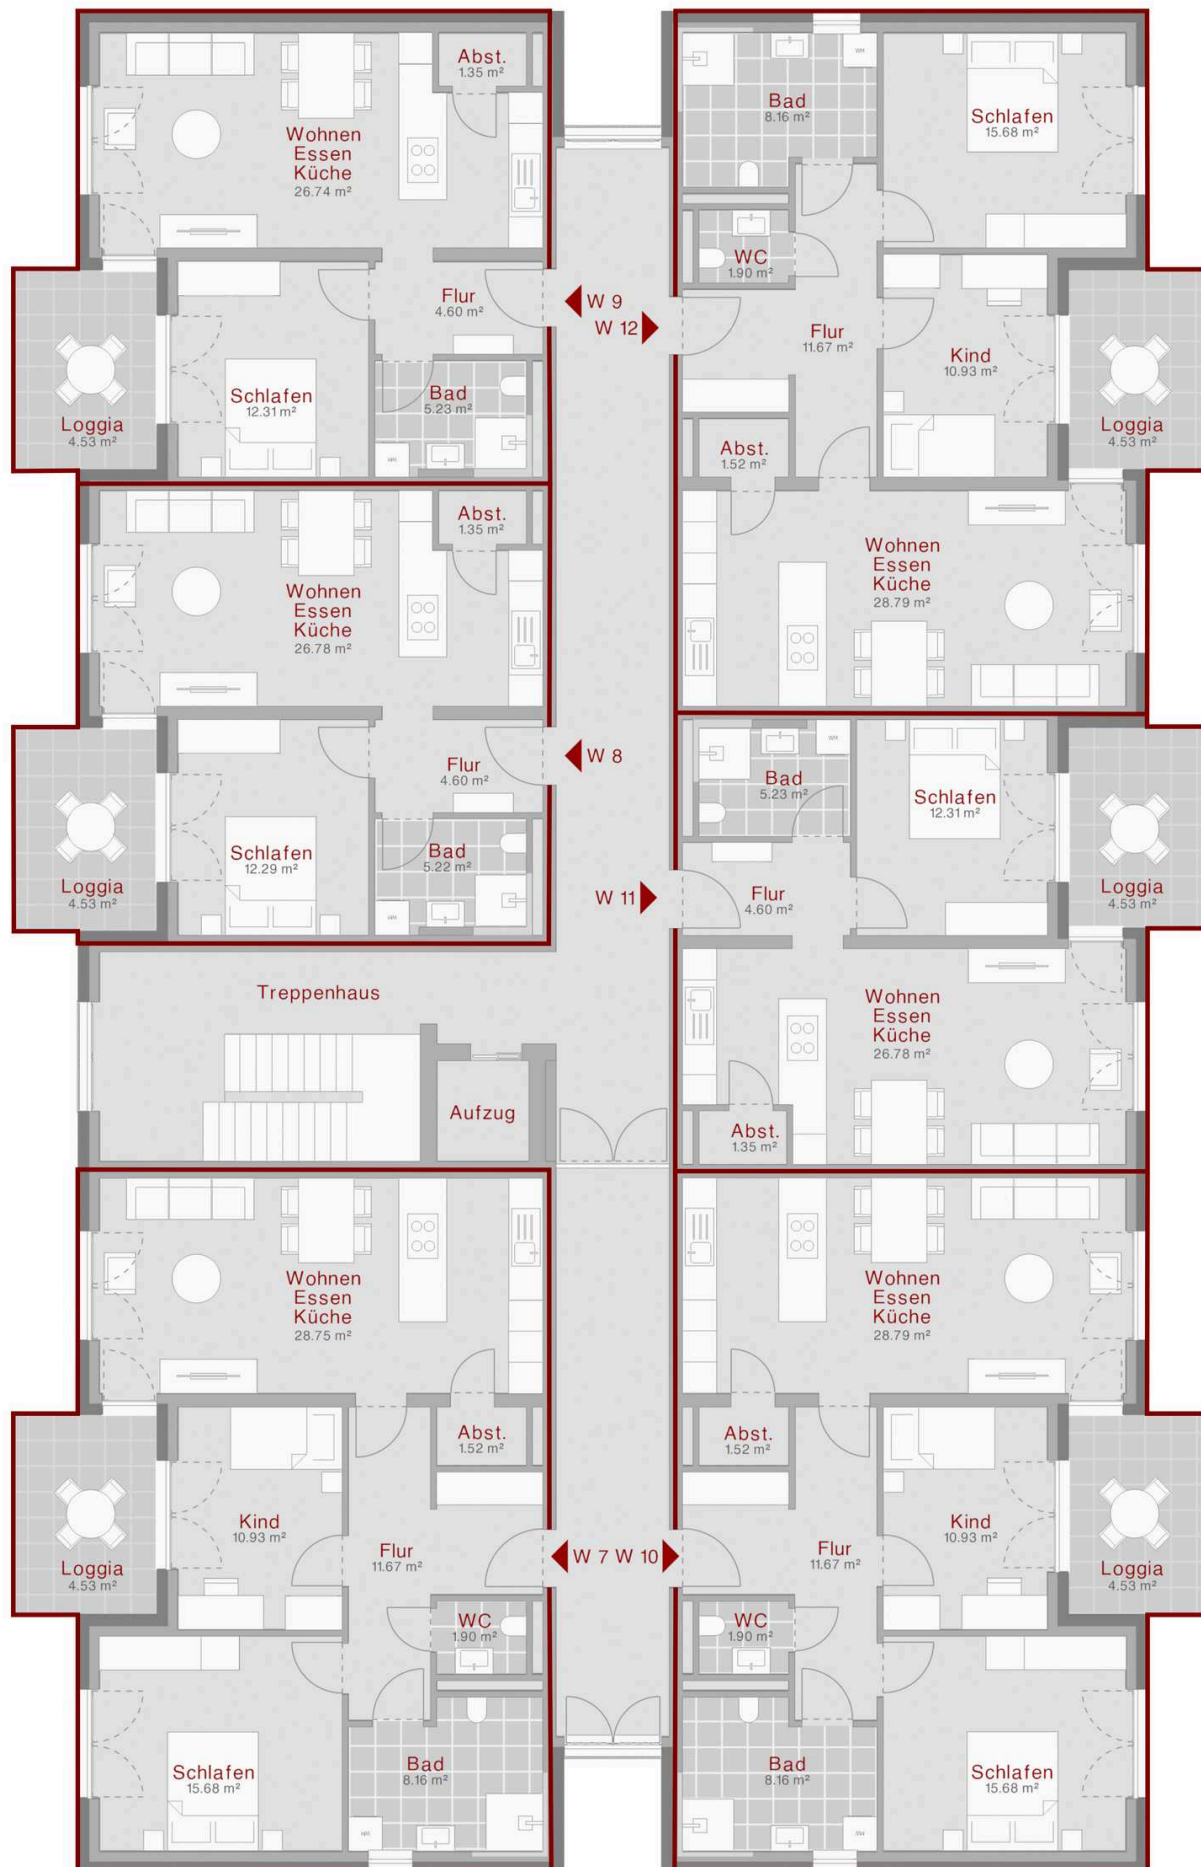 Abst.
1.35 m²
Wohnen
Essen
Küche
26.74 m²
Flur
4.60 m²
Schlafen
12.31 m²
Bad
5.23 m²
Loggia
4.53 m²
W 9
W 12
Bad
8.16 m²
WM
Schlafen
15.68 m²
WC
1.90 m²
Flur
11.67 m²
Kind
10.93 m²
Loggia
4.53 m²
Abst.
1.52 m²
Wohnen
Essen
Küche
28.79 m²
Abst.
1.35 m²
Wohnen
Essen
Küche
26.78 m²
Flur
4.60 m²
W 8
Schlafen
12.29 m²
Bad
5.22 m²
Loggia
4.53 m²
Bad
5.23 m²
WM
Schlafen
12.31 m²
Loggia
4.53 m²
W 11
Flur
4.60 m²
Wohnen
Essen
Küche
26.78 m²
Abst.
1.35 m²
Treppenhaus
Aufzug
Wohnen
Essen
Küche
28.75 m²
Abst.
1.52 m²
Kind
10.93 m²
Flur
11.67 m²
Loggia
4.53 m²
W 7
W 10
WC
1.90 m²
Schlafen
15.68 m²
Bad
8.16 m²
Wohnen
Essen
Küche
28.79 m²
Abst.
1.52 m²
Kind
10.93 m²
Flur
11.67 m²
Loggia
4.53 m²
WC
1.90 m²
Bad
8.16 m²
Schlafen
15.68 m²